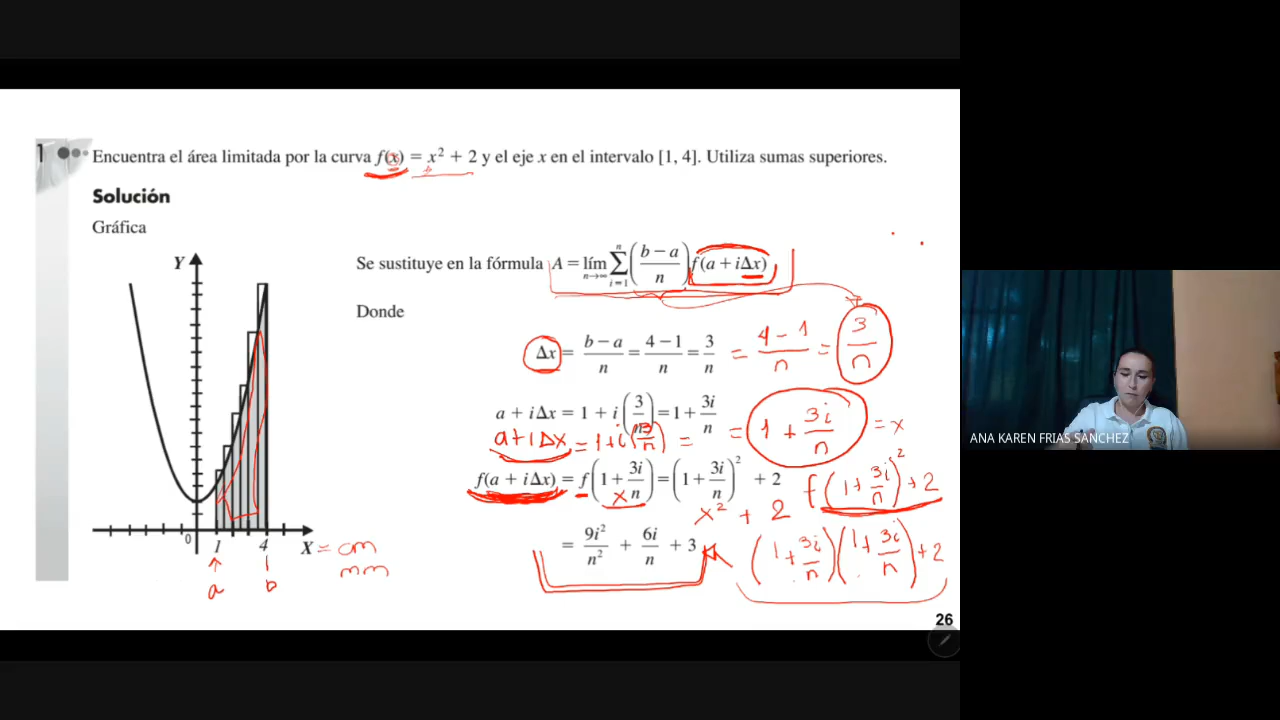 1 Encuentra el área limitada por la curva f(x) = x² + 2 y el eje x en el intervalo [1, 4]. Utiliza sumas superiores.
Solución
Gráfica
Y
Se sustituye en la fórmula A = lím n→∞ ∑ i=1 n ((b − a)/n) f(a + iΔx)
Donde
Δx = (b − a)/n = (4 − 1)/n = 3/n = (4 - 1)/n = 3/n
a + iΔx = 1 + i (3/n) = 1 + 3i/n = 1 + 3i/n = x
a + i Δx = 1 + i (3/n) =
f(a + iΔx) = f(1 + 3i/n) = (1 + 3i/n)² + 2 f(1 + 3i/n)² + 2
x x² + 2
= 9i²/n² + 6i/n + 3 (1 + 3i/n)(1 + 3i/n) + 2
0 1 4 X = cm
mm
a b
26
ANA KAREN FRIAS SANCHEZ